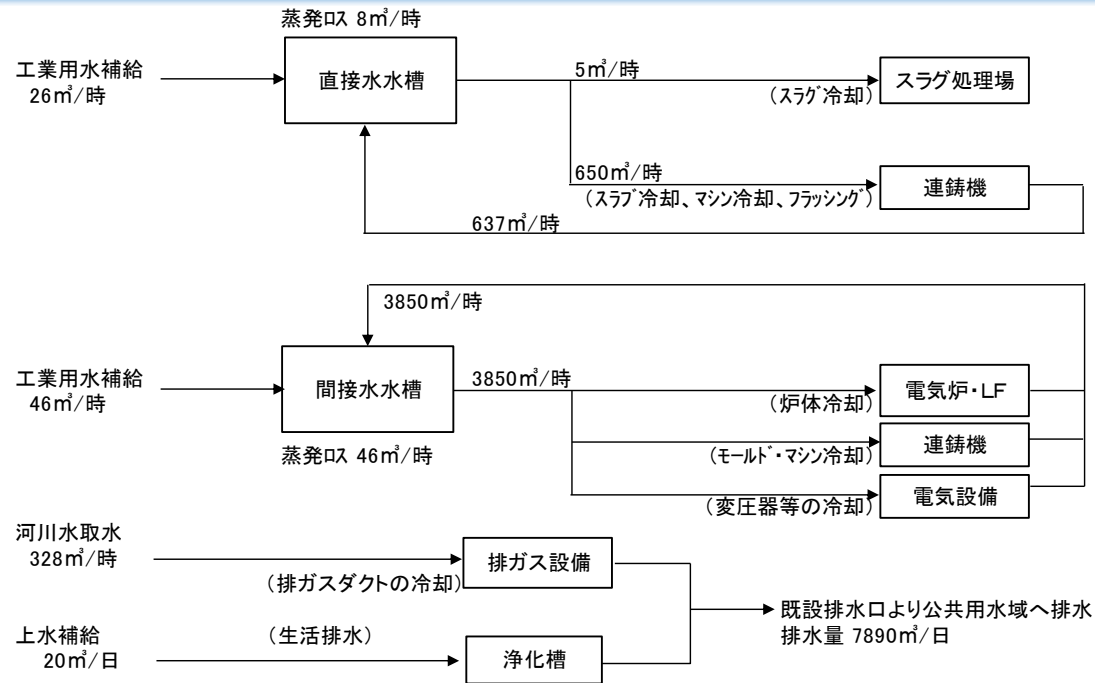 蒸発ロス 8㎥/時
工業用水補給
26㎥/時
直接水水槽
5㎥/時
(スラグ冷却)
スラグ処理場
650㎥/時
(スラブ冷却、マシン冷却、フラッシング)
連鋳機
637㎥/時
3850㎥/時
工業用水補給
46㎥/時
間接水水槽
3850㎥/時
(炉体冷却)
電気炉・LF
蒸発ロス 46㎥/時
(モールド・マシン冷却)
連鋳機
(変圧器等の冷却)
電気設備
河川水取水
328㎥/時
(排ガスダクトの冷却)
排ガス設備
既設排水口より公共用水域へ排水
排水量 7890㎥/日
上水補給
20㎥/日
(生活排水)
浄化槽